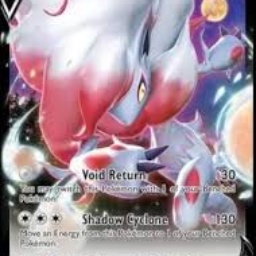 Void Return 30
You may switch this Pokémon with 1 of your Benched
Pokémon.
Shadow Cyclone 130
Move an Energy from this Pokémon to 1 of your Benched
Pokémon.